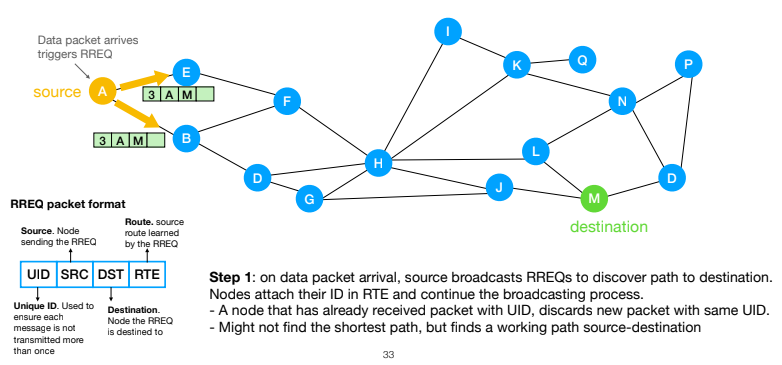 Data packet arrives
triggers RREQ
source
A
E
3 A M
B
3 A M
F
D
G
H
I
K
Q
P
N
L
J
M
D
destination
RREQ packet format
Source. Node
sending the RREQ
Route. source
route learned
by the RREQ
UID SRC DST RTE
Unique ID. Used to
ensure each
message is not
transmitted more
than once
Destination.
Node the RREQ
is destined to
Step 1: on data packet arrival, source broadcasts RREQs to discover path to destination.
Nodes attach their ID in RTE and continue the broadcasting process.
- A node that has already received packet with UID, discards new packet with same UID.
- Might not find the shortest path, but finds a working path source-destination
33